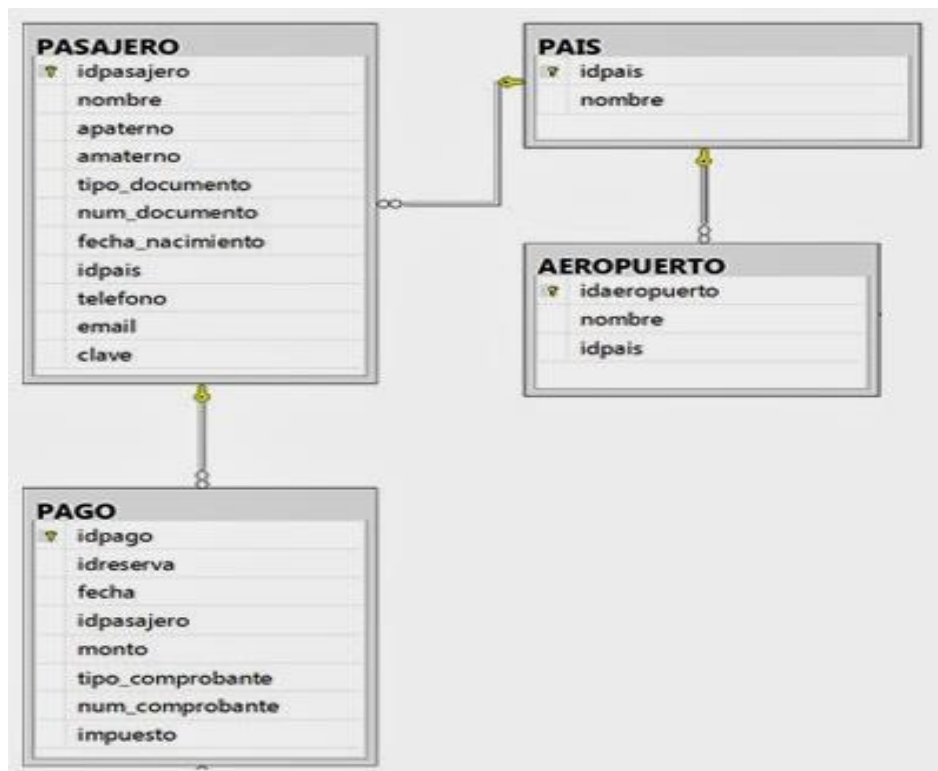 PASAJERO
idpasajero
nombre
apaterno
amaterno
tipo_documento
num_documento
fecha_nacimiento
idpais
telefono
email
clave
PAIS
idpais
nombre
AEROPUERTO
idaeropuerto
nombre
idpais
PAGO
idpago
idreserva
fecha
idpasajero
monto
tipo_comprobante
num_comprobante
impuesto